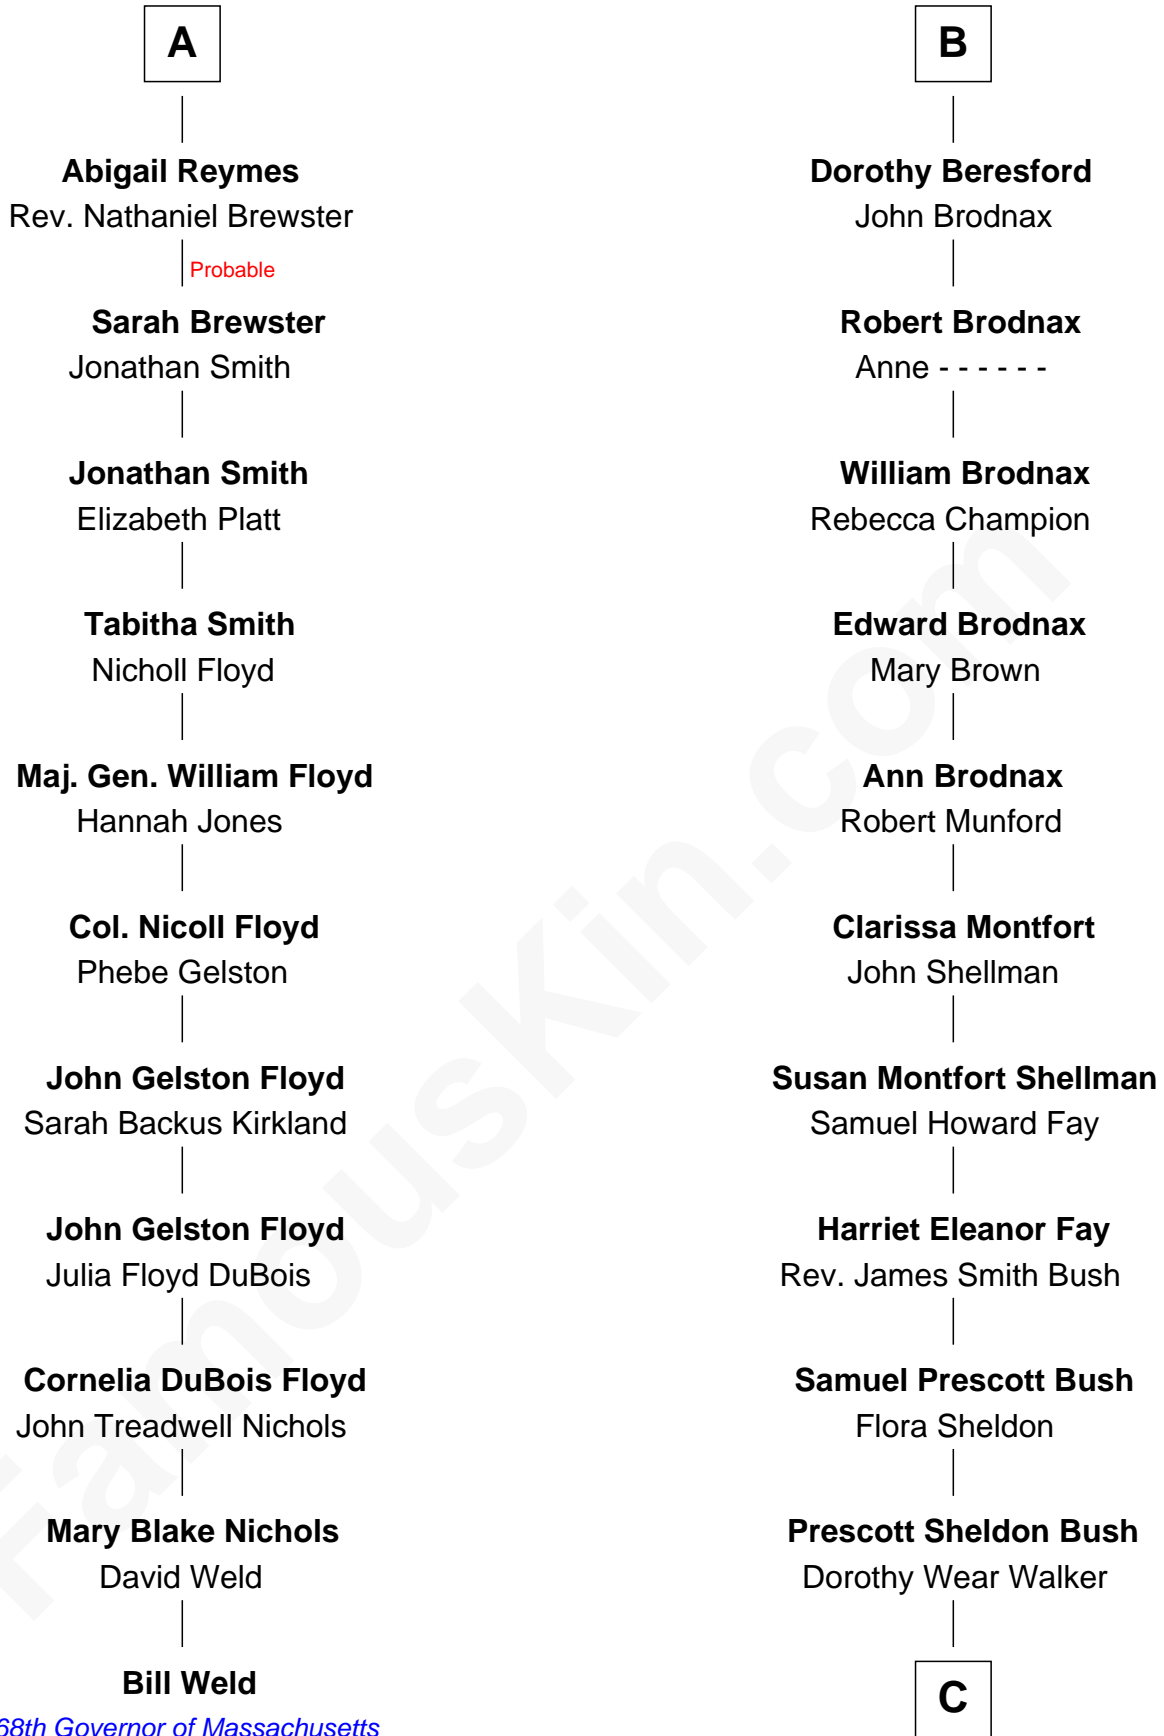 A
Abigail Reymes
Rev. Nathaniel Brewster
Probable
Sarah Brewster
Jonathan Smith
Jonathan Smith
Elizabeth Platt
Tabitha Smith
Nicholl Floyd
Maj. Gen. William Floyd
Hannah Jones
Col. Nicoll Floyd
Phebe Gelston
John Gelston Floyd
Sarah Backus Kirkland
John Gelston Floyd
Julia Floyd DuBois
Cornelia DuBois Floyd
John Treadwell Nichols
Mary Blake Nichols
David Weld
Bill Weld
68th Governor of Massachusetts
B
Dorothy Beresford
John Brodnax
Robert Brodnax
Anne - - - - - -
William Brodnax
Rebecca Champion
Edward Brodnax
Mary Brown
Ann Brodnax
Robert Munford
Clarissa Montfort
John Shellman
Susan Montfort Shellman
Samuel Howard Fay
Harriet Eleanor Fay
Rev. James Smith Bush
Samuel Prescott Bush
Flora Sheldon
Prescott Sheldon Bush
Dorothy Wear Walker
C
FamousKin.com